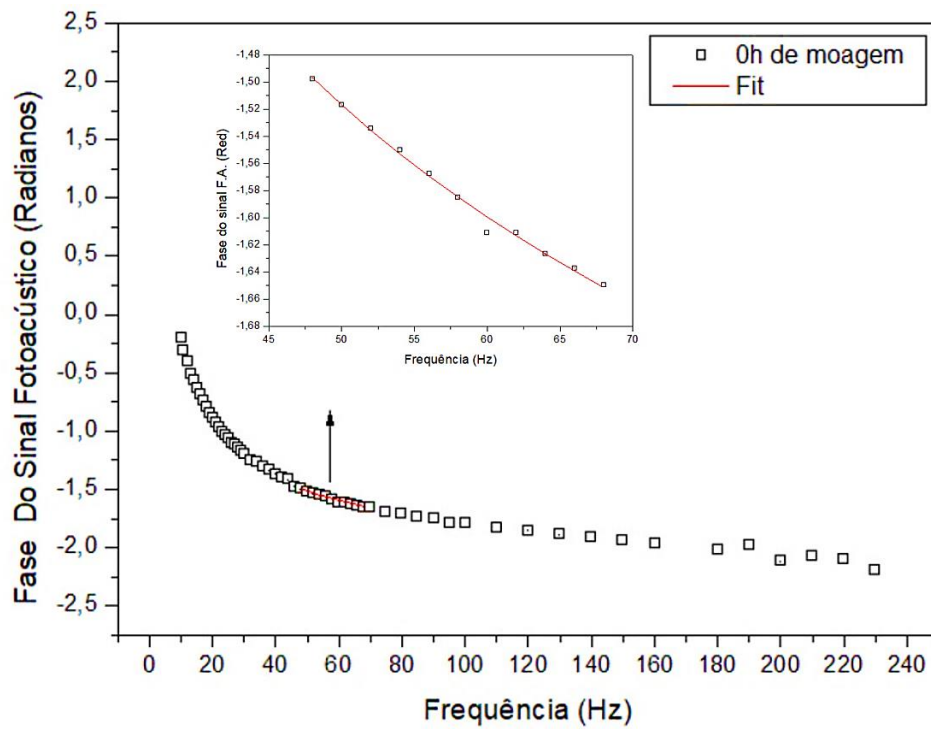 2,5
2,0
1,5
1,0
0,5
0,0
-0,5
-1,0
-1,5
-2,0
-2,5
Fase Do Sinal Fotoacústico (Radianos)
0h de moagem
Fit
-1,48
-1,50
-1,52
-1,54
-1,56
-1,58
-1,60
-1,62
-1,64
-1,66
-1,68
Fase do sinal F.A. (Red)
45 50 55 60 65 70
Frequência (Hz)
0 20 40 60 80 100 120 140 160 180 200 220 240
Frequência (Hz)